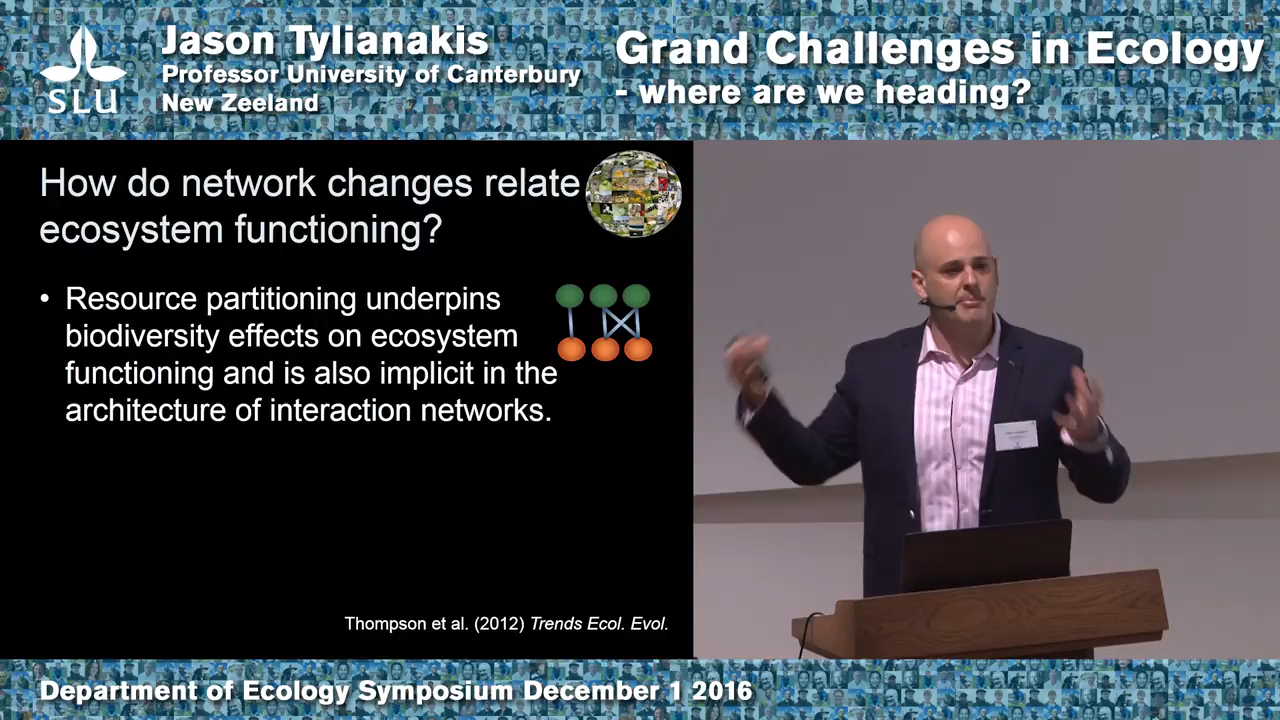 Jason Tylianakis
Professor University of Canterbury
New Zeeland
SLU
Grand Challenges in Ecology
- where are we heading?
How do network changes relate
ecosystem functioning?
• Resource partitioning underpins
biodiversity effects on ecosystem
functioning and is also implicit in the
architecture of interaction networks.
Thompson et al. (2012) Trends Ecol. Evol.
Department of Ecology Symposium December 1 2016